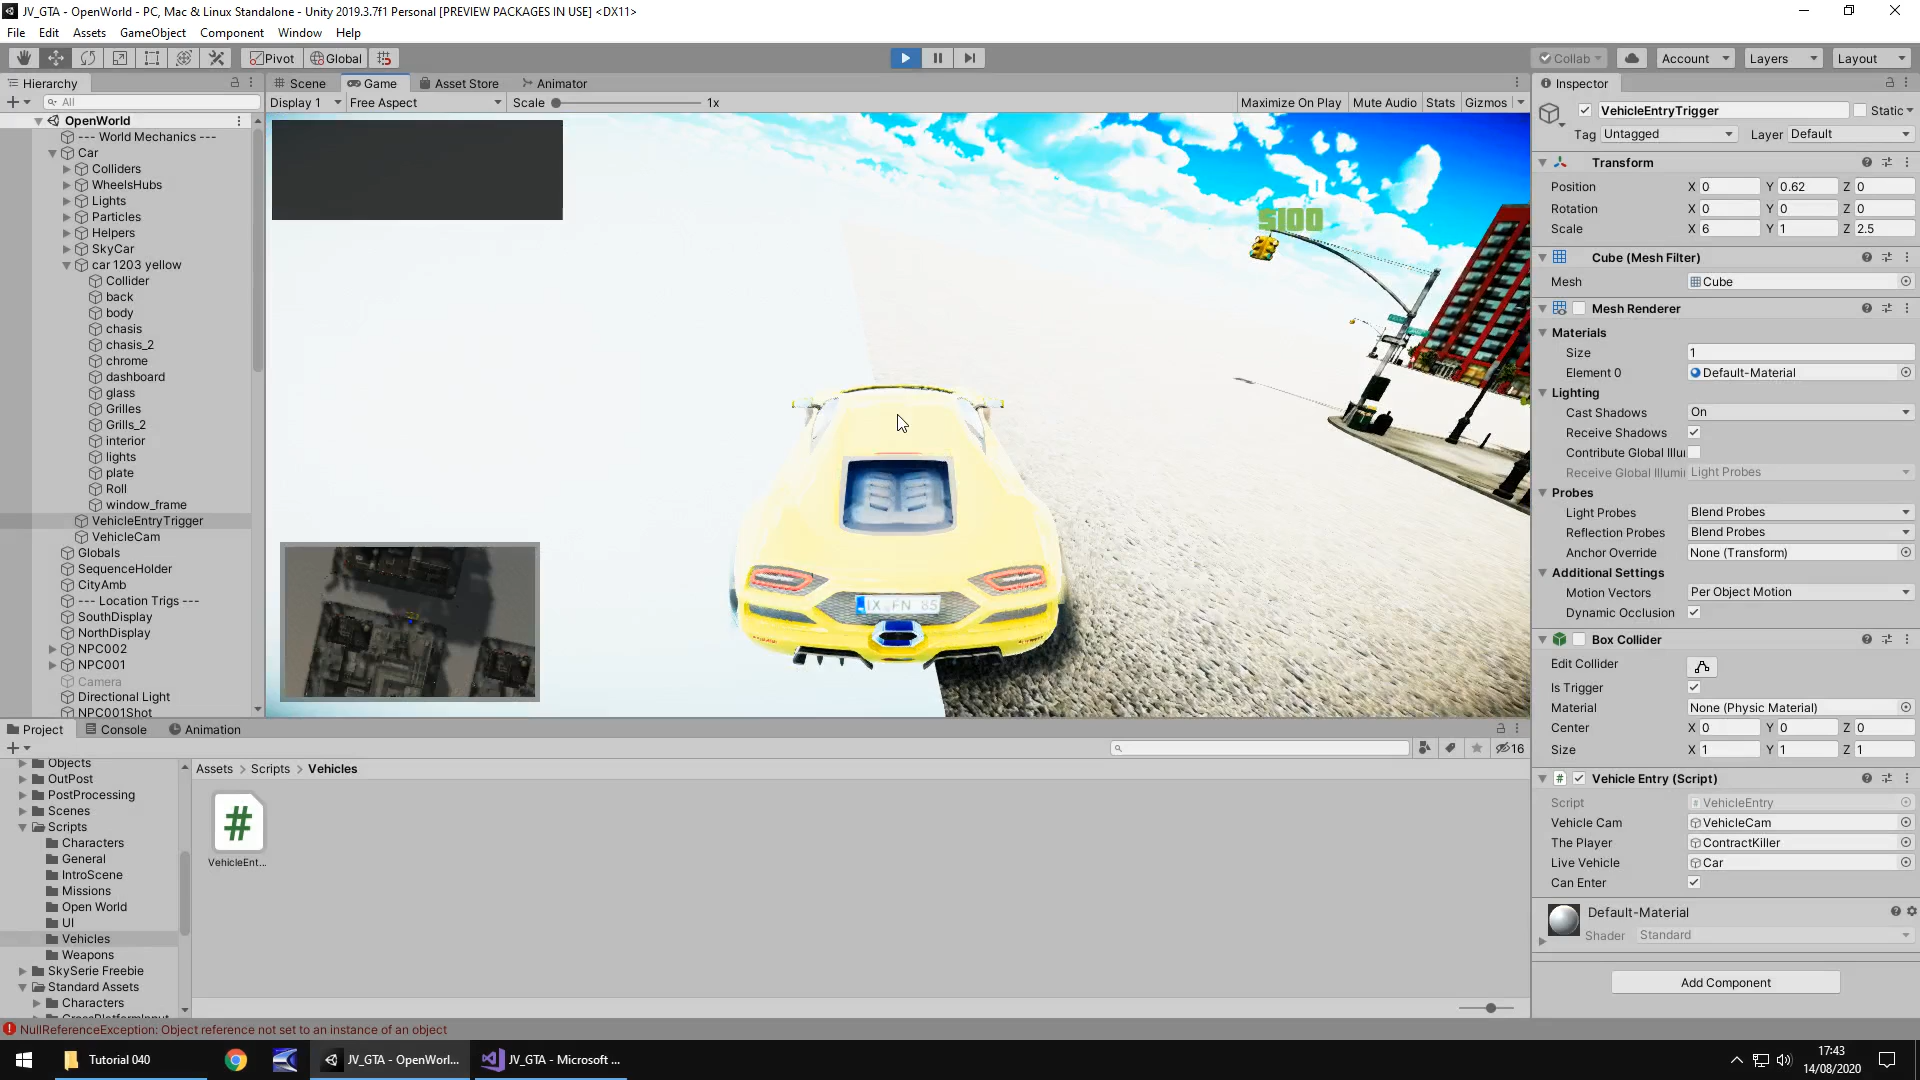 JV_GTA - OpenWorld - PC, Mac & Linux Standalone - Unity 2019.3.7f1 Personal [PREVIEW PACKAGES IN USE] <DX11>
File Edit Assets GameObject Component Window Help
Pivot Global Collab Account Layers Layout
Hierarchy Scene Game Asset Store Animator Inspector
All
Display 1 Free Aspect Scale 1x Maximize On Play Mute Audio Stats Gizmos
OpenWorld
--- World Mechanics ---
Car
Colliders
WheelsHubs
Lights
Particles
Helpers
SkyCar
car 1203 yellow
Collider
back
body
chasis
chasis_2
chrome
dashboard
glass
Grilles
Grills_2
interior
lights
plate
Roll
window_frame
VehicleEntryTrigger
VehicleCam
Globals
SequenceHolder
CityAmb
--- Location Trigs ---
SouthDisplay
NorthDisplay
NPC002
NPC001
Camera
Directional Light
NPC001Shot
$100
IX FN 85
VehicleEntryTrigger Static
Tag Untagged Layer Default
Transform
Position X 0 Y 0.62 Z 0
Rotation X 0 Y 0 Z 0
Scale X 6 Y 1 Z 2.5
Cube (Mesh Filter)
Mesh Cube
Mesh Renderer
Materials
Size 1
Element 0 Default-Material
Lighting
Cast Shadows On
Receive Shadows
Contribute Global Illu
Receive Global Illumi Light Probes
Probes
Light Probes Blend Probes
Reflection Probes Blend Probes
Anchor Override None (Transform)
Additional Settings
Motion Vectors Per Object Motion
Dynamic Occlusion
Box Collider
Edit Collider
Is Trigger
Material None (Physic Material)
Center X 0 Y 0 Z 0
Size X 1 Y 1 Z 1
Vehicle Entry (Script)
Script VehicleEntry
Vehicle Cam VehicleCam
The Player ContractKiller
Live Vehicle Car
Can Enter
Default-Material
Shader Standard
Add Component
Project Console Animation
16
Objects
OutPost
PostProcessing
Scenes
Scripts
Characters
General
IntroScene
Missions
Open World
UI
Vehicles
Weapons
SkySerie Freebie
Standard Assets
Characters
CrossPlatformInput
Assets > Scripts > Vehicles
#
VehicleEnt...
NullReferenceException: Object reference not set to an instance of an object
Tutorial 040 JV_GTA - OpenWorl... JV_GTA - Microsoft ...
17:43
14/08/2020